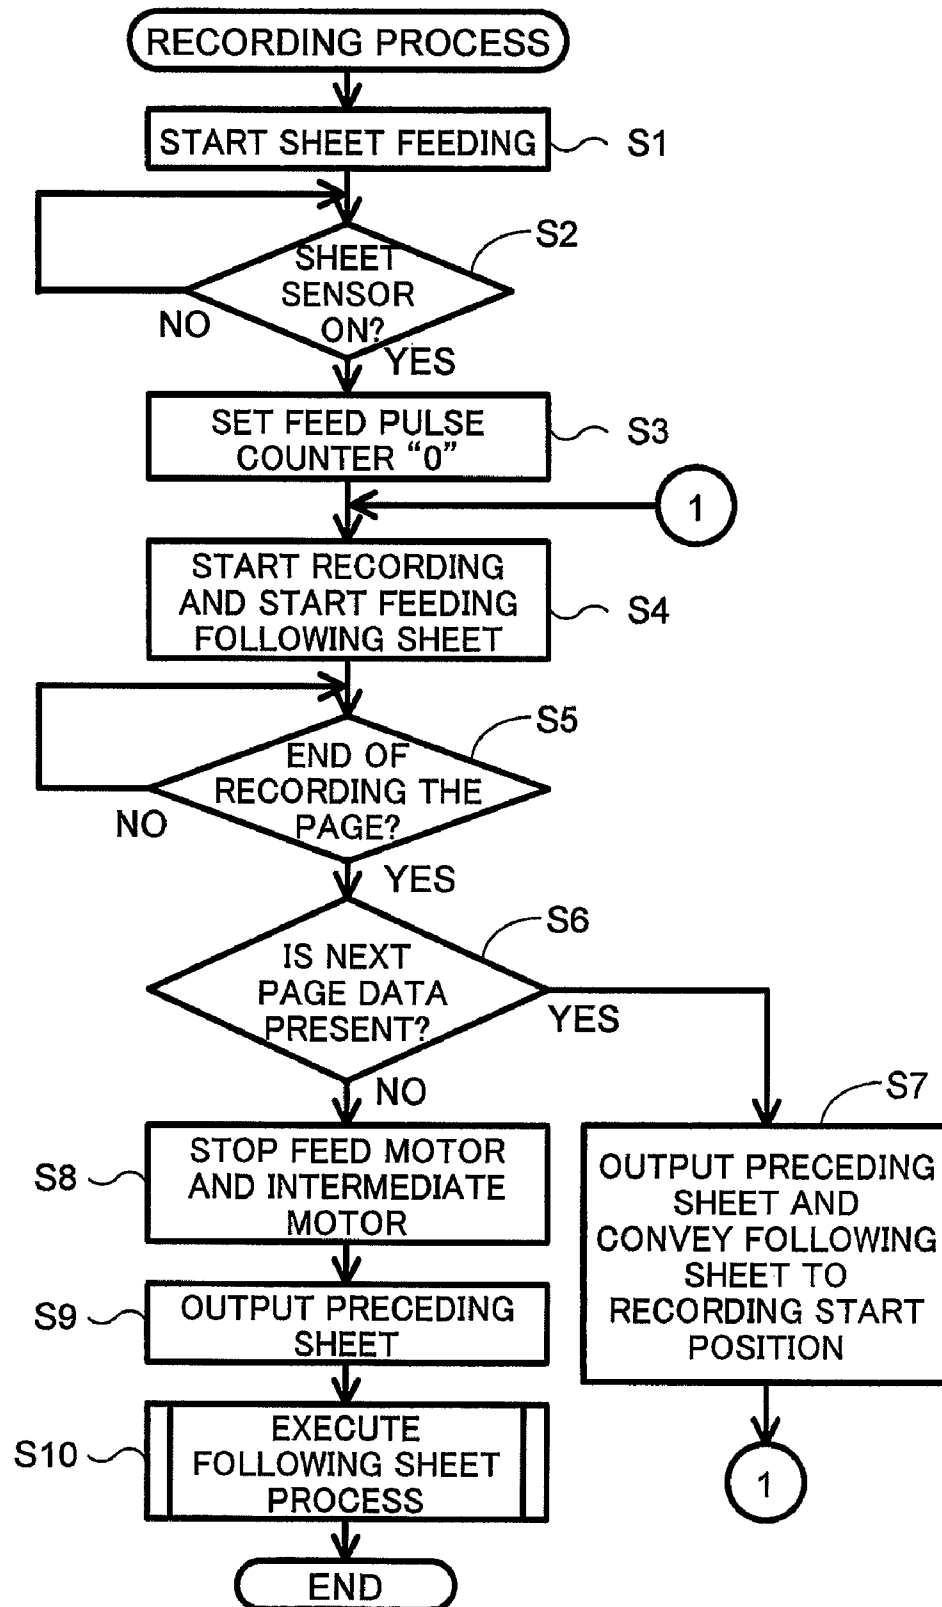 RECORDING PROCESS
START SHEET FEEDING
S1
S2
SHEET
SENSOR
ON?
NO
YES
SET FEED PULSE
COUNTER “0”
S3
1
START RECORDING
AND START FEEDING
FOLLOWING SHEET
S4
S5
END OF
RECORDING THE
PAGE?
NO
YES
S6
IS NEXT
PAGE DATA
PRESENT?
YES
NO
S7
OUTPUT PRECEDING
SHEET AND
CONVEY FOLLOWING
SHEET TO
RECORDING START
POSITION
1
S8
STOP FEED MOTOR
AND INTERMEDIATE
MOTOR
S9
OUTPUT PRECEDING
SHEET
S10
EXECUTE
FOLLOWING SHEET
PROCESS
END